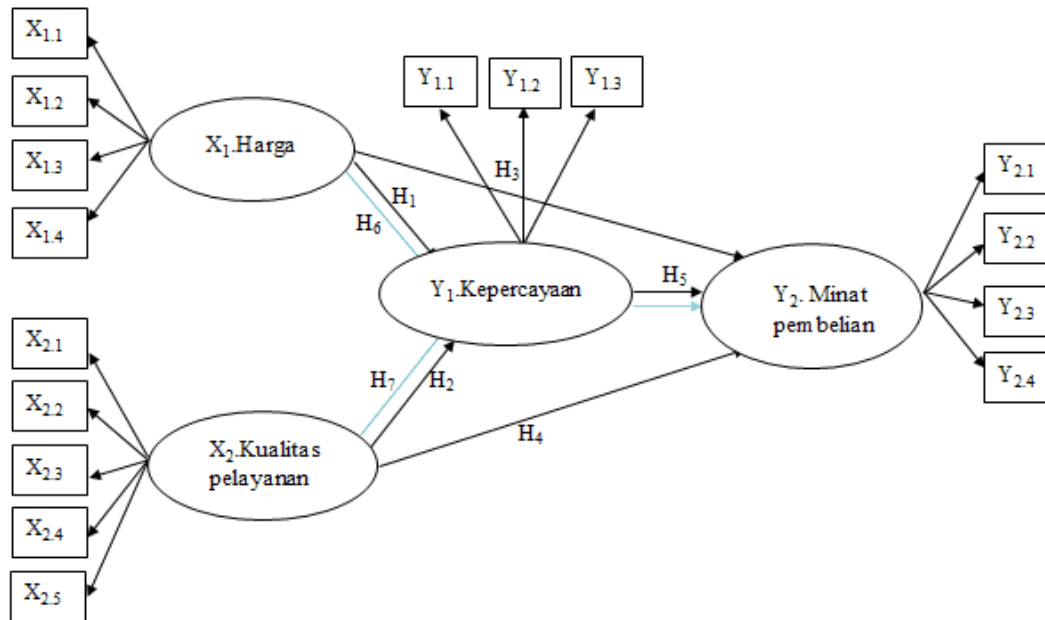 X1.1
X1.2
X1.3
X1.4
Y1.1
Y1.2
Y1.3
X1.Harga
H3
H1
H6
Y1.Kepercayaan
H5
Y2. Minat
pembelian
Y2.1
Y2.2
Y2.3
Y2.4
X2.1
X2.2
X2.3
X2.4
X2.5
H7
H2
H4
X2.Kualitas
pelayanan